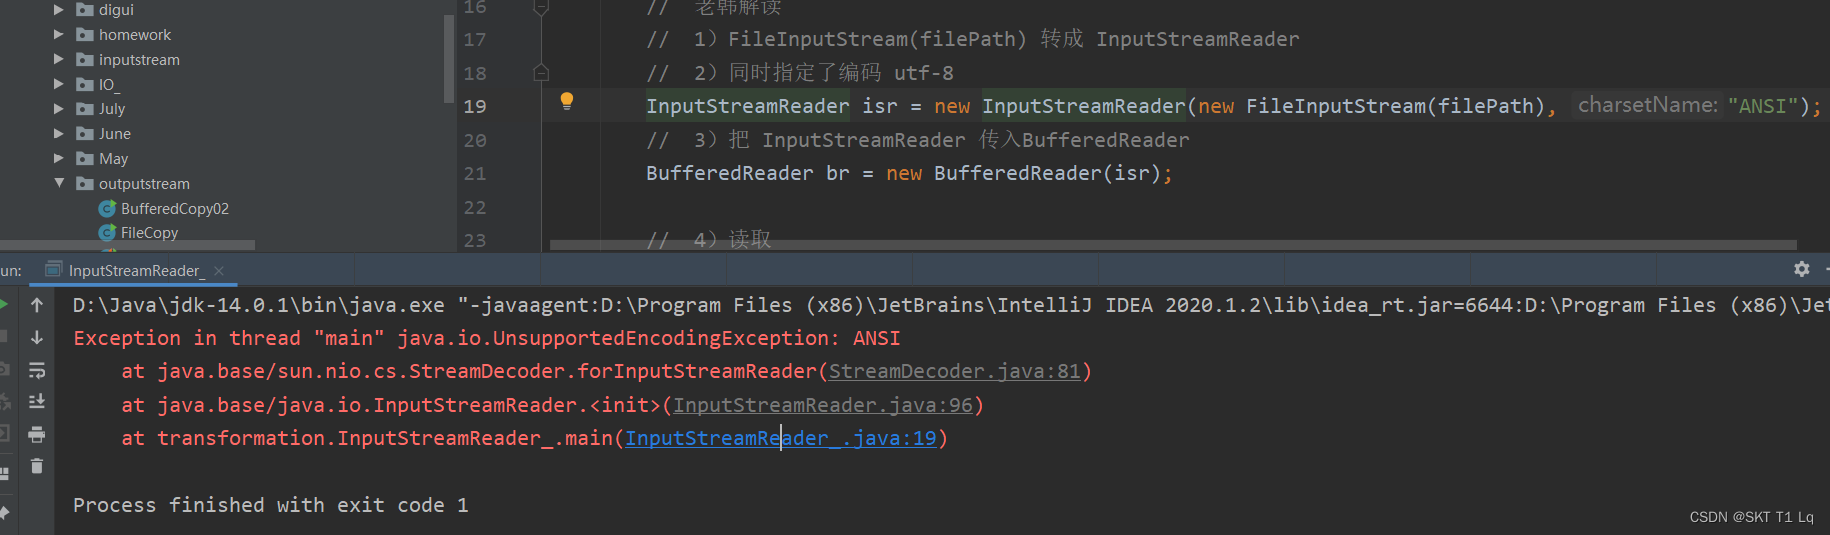 digui
homework
inputstream
IO_
July
June
May
outputstream
BufferedCopy02
FileCopy
16 // 老韩解读
17 // 1）FileInputStream(filePath) 转成 InputStreamReader
18 // 2）同时指定了编码 utf-8
19 InputStreamReader isr = new InputStreamReader(new FileInputStream(filePath), charsetName: "ANSI");
20 // 3）把 InputStreamReader 传入BufferedReader
21 BufferedReader br = new BufferedReader(isr);
22
23 // 4）读取
un: InputStreamReader_
D:\Java\jdk-14.0.1\bin\java.exe "-javaagent:D:\Program Files (x86)\JetBrains\IntelliJ IDEA 2020.1.2\lib\idea_rt.jar=6644:D:\Program Files (x86)\Jet
Exception in thread "main" java.io.UnsupportedEncodingException: ANSI
at java.base/sun.nio.cs.StreamDecoder.forInputStreamReader(StreamDecoder.java:81)
at java.base/java.io.InputStreamReader.<init>(InputStreamReader.java:96)
at transformation.InputStreamReader_.main(InputStreamReader_.java:19)
Process finished with exit code 1
CSDN @SKT T1 Lq